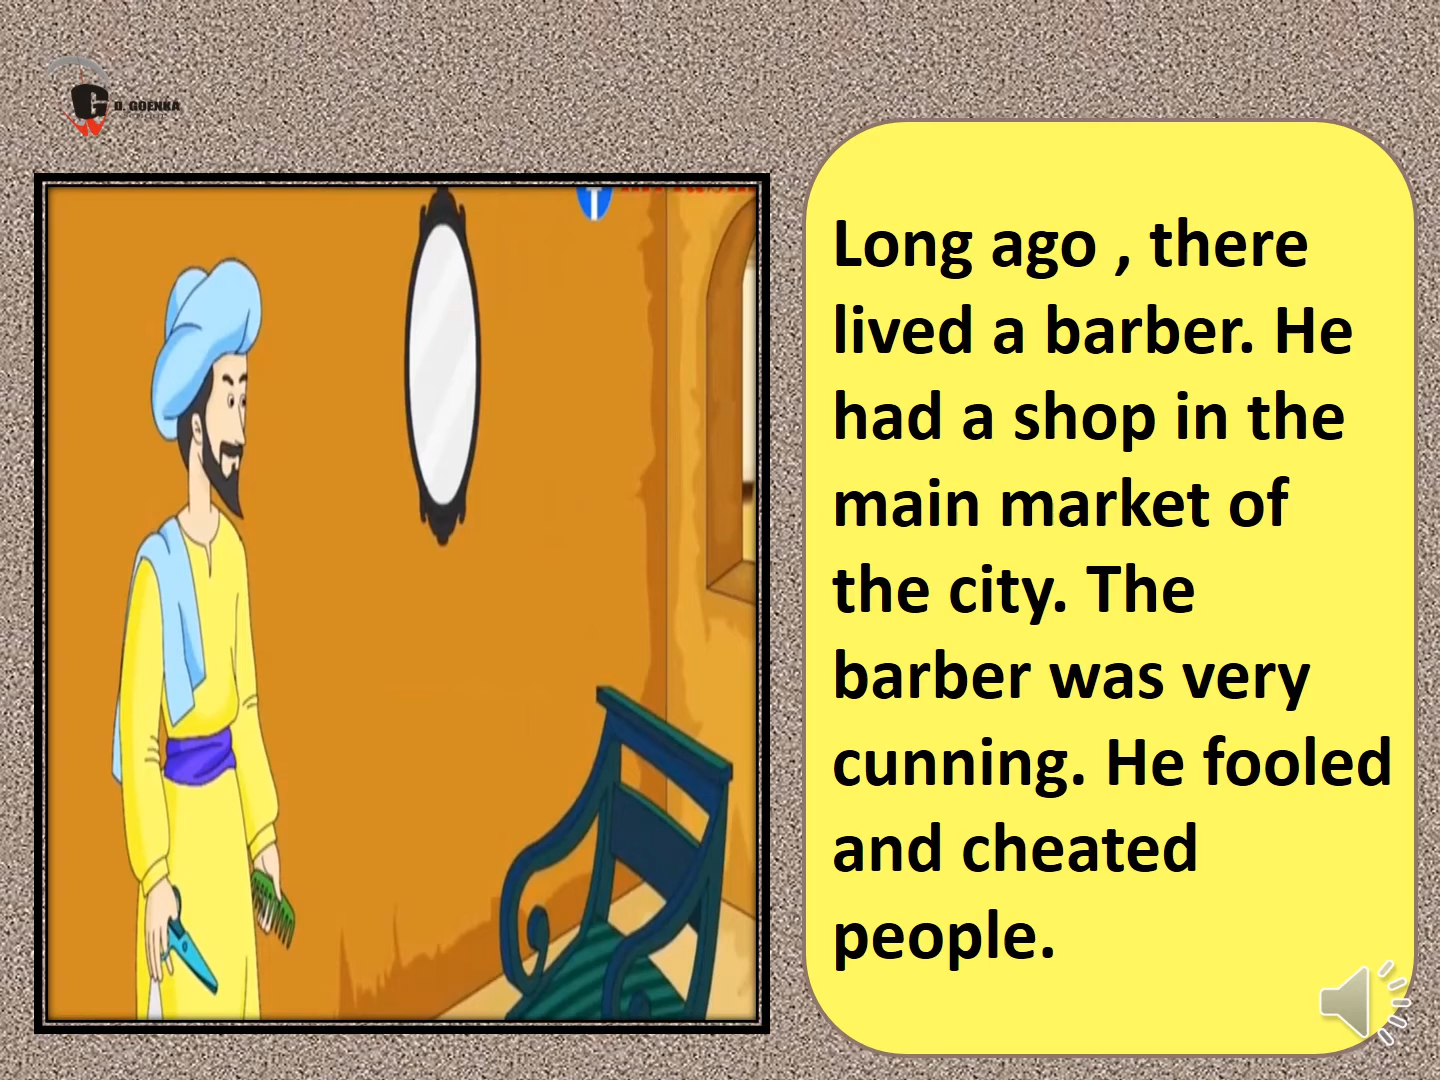 D. GOENKA
Long ago , there
lived a barber. He
had a shop in the
main market of
the city. The
barber was very
cunning. He fooled
and cheated
people.